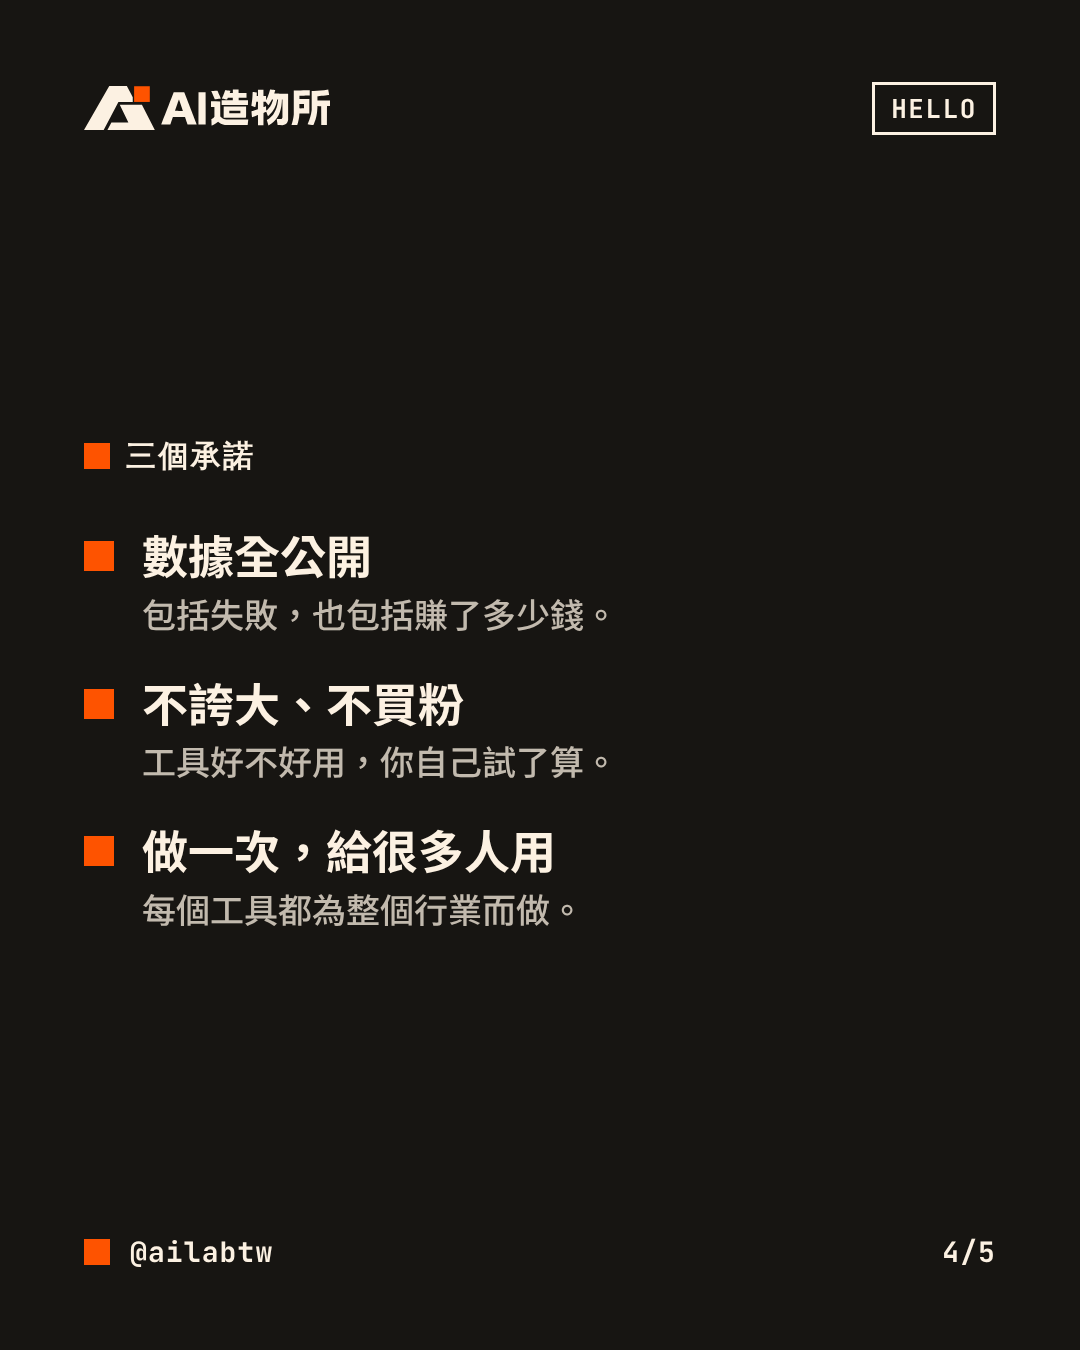 AI造物所
HELLO
三個承諾
數據全公開
包括失敗，也包括賺了多少錢。
不誇大、不買粉
工具好不好用，你自己試了算。
做一次，給很多人用
每個工具都為整個行業而做。
@ailabtw
4/5